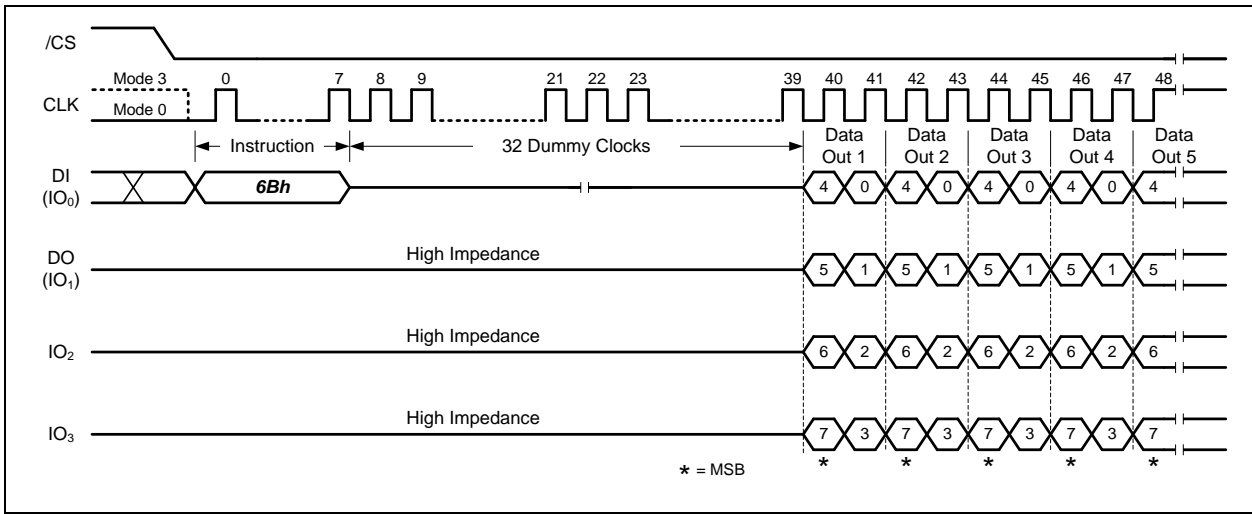 /CS
Mode 3 0 7 8 9 21 22 23 39 40 41 42 43 44 45 46 47 48
CLK
Mode 0
Instruction 32 Dummy Clocks Data Out 1 Data Out 2 Data Out 3 Data Out 4 Data Out 5
DI
(IO₀)
6Bh 4 0 4 0 4 0 4 0 4
DO
(IO₁)
High Impedance 5 1 5 1 5 1 5 1 5
IO₂ High Impedance 6 2 6 2 6 2 6 2 6
IO₃ High Impedance 7 3 7 3 7 3 7 3 7
* * * * *
* = MSB